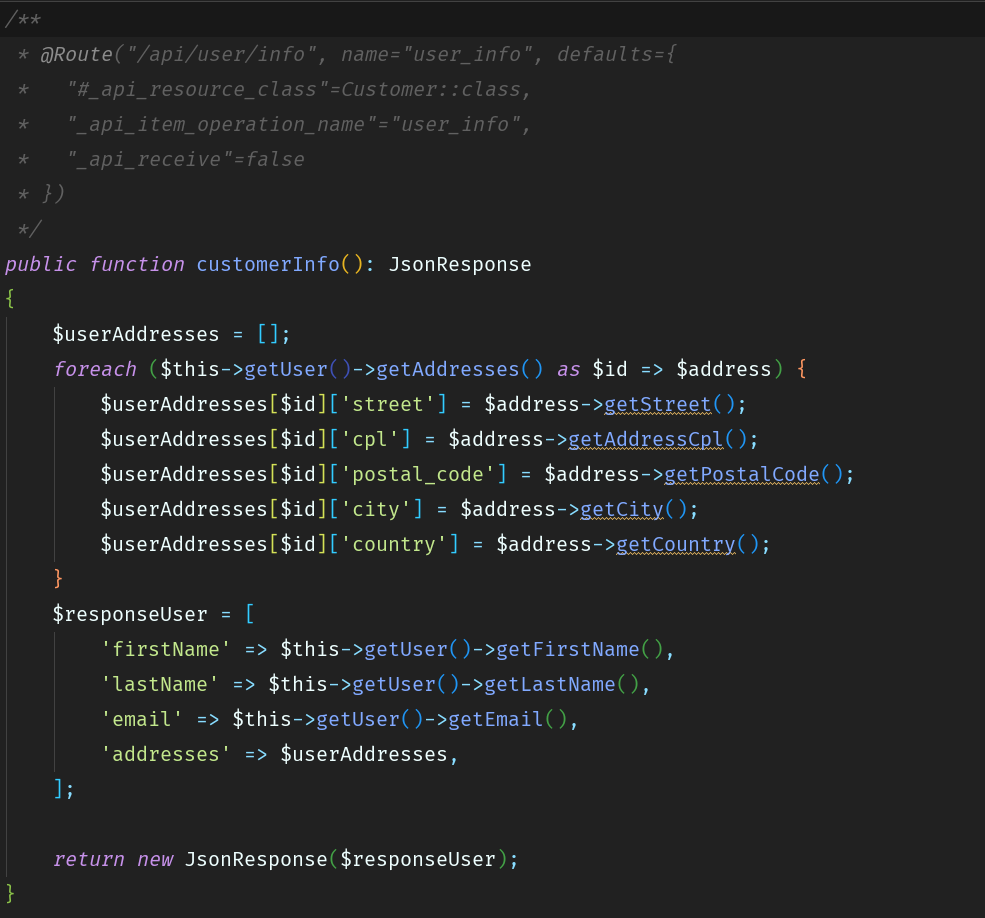 /**
 * @Route("/api/user/info", name="user_info", defaults={
 *   "#_api_resource_class"=Customer::class,
 *   "_api_item_operation_name"="user_info",
 *   "_api_receive"=false
 * })
 */
public function customerInfo(): JsonResponse
{
    $userAddresses = [];
    foreach ($this->getUser()->getAddresses() as $id => $address) {
        $userAddresses[$id]['street'] = $address->getStreet();
        $userAddresses[$id]['cpl'] = $address->getAddressCpl();
        $userAddresses[$id]['postal_code'] = $address->getPostalCode();
        $userAddresses[$id]['city'] = $address->getCity();
        $userAddresses[$id]['country'] = $address->getCountry();
    }
    $responseUser = [
        'firstName' => $this->getUser()->getFirstName(),
        'lastName' => $this->getUser()->getLastName(),
        'email' => $this->getUser()->getEmail(),
        'addresses' => $userAddresses,
    ];

    return new JsonResponse($responseUser);
}